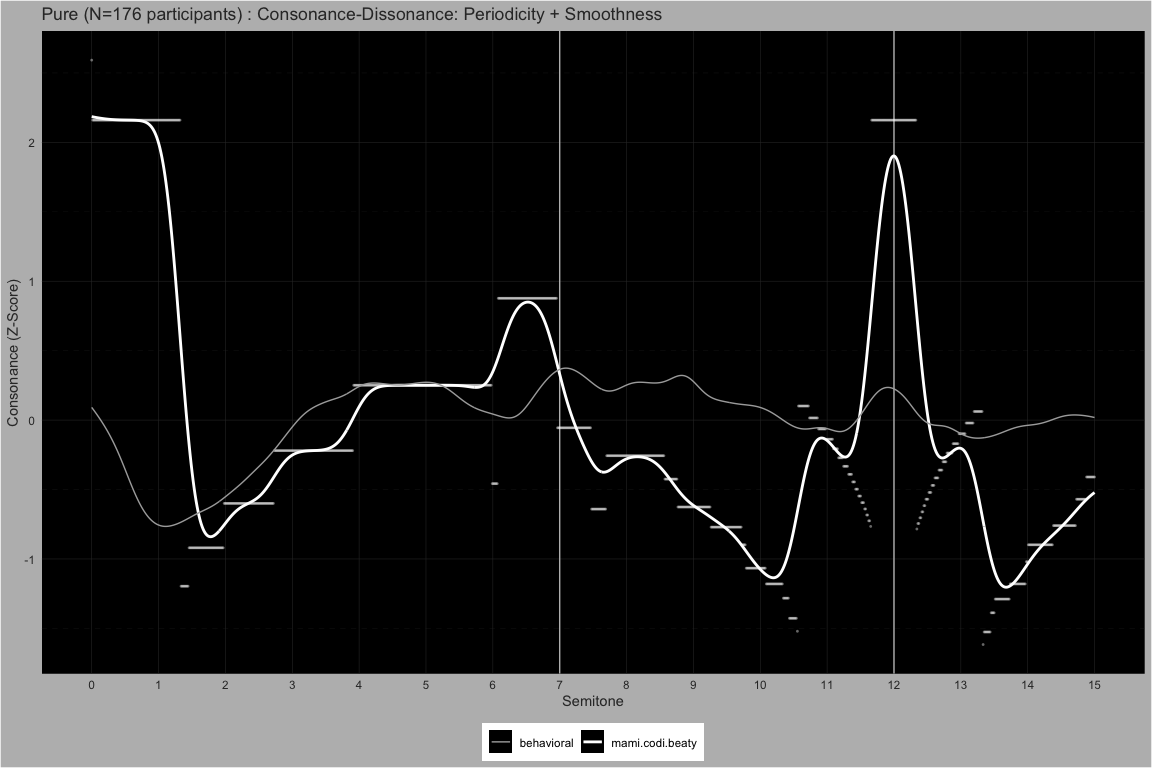 Pure (N=176 participants) : Consonance-Dissonance: Periodicity + Smoothness
Consonance (Z-Score)
2
1
0
-1
0 1 2 3 4 5 6 7 8 9 10 11 12 13 14 15
Semitone
behavioral mami.codi.beaty